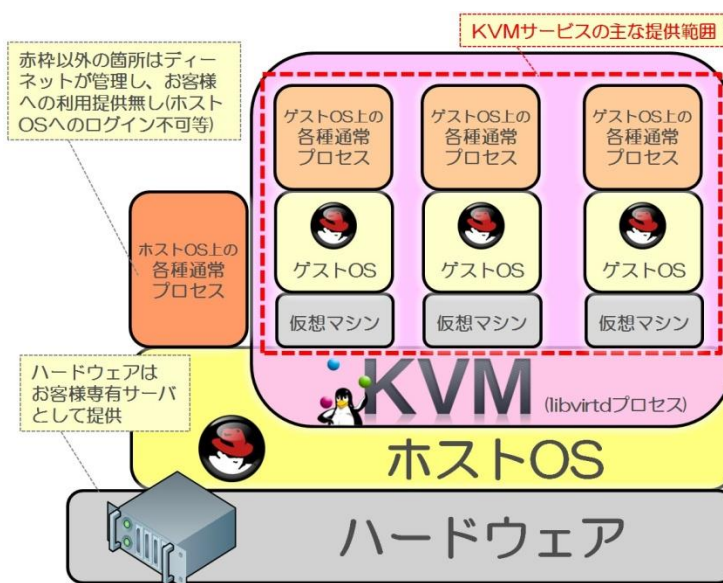 KVMサービスの主な提供範囲
赤枠以外の箇所はディー
ネットが管理し、お客様
への利用提供無し(ホスト
OSへのログイン不可等)
ゲストOS上の
各種通常
プロセス
ゲストOS上の
各種通常
プロセス
ゲストOS上の
各種通常
プロセス
ホストOS上の
各種通常
プロセス
ゲストOS
ゲストOS
ゲストOS
仮想マシン
仮想マシン
仮想マシン
ハードウェアは
お客様専有サーバ
として提供
KVM (libvirtdプロセス)
ホストOS
ハードウェア